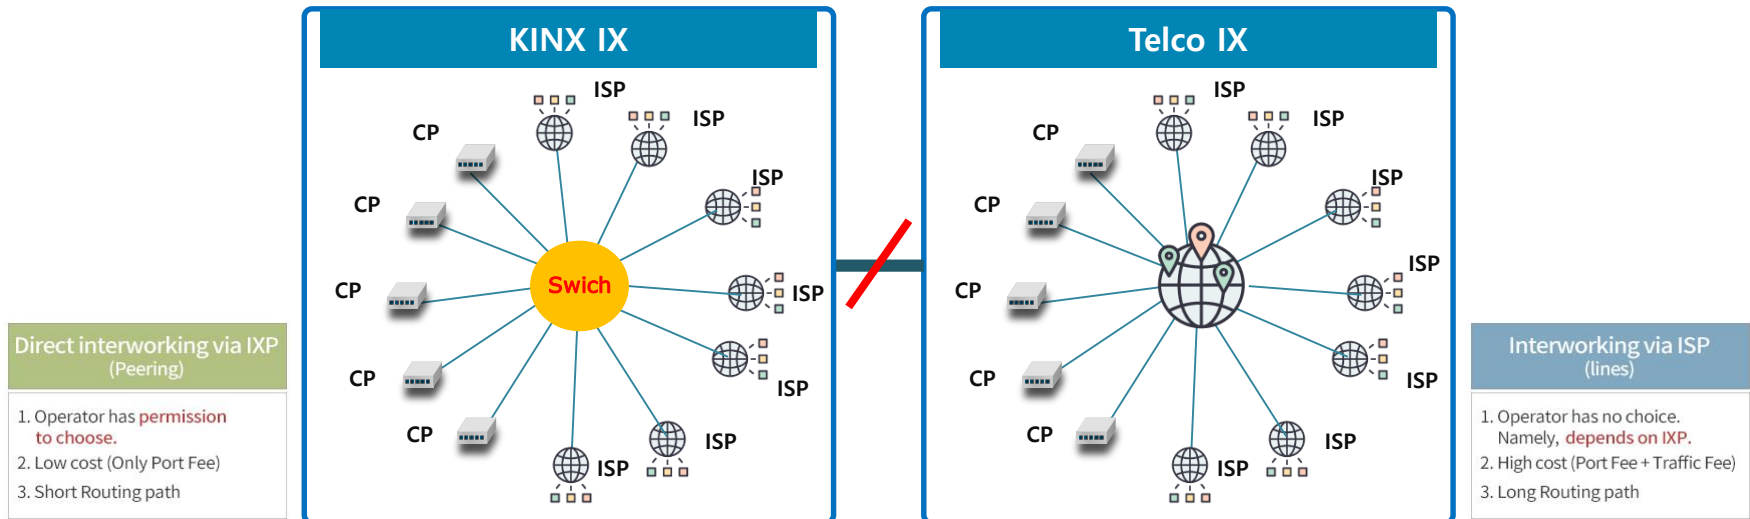 KINX IX
ISP
ISP
CP
ISP
CP
CP
Swich
ISP
CP
ISP
CP
ISP
ISP
Telco IX
ISP
ISP
CP
ISP
CP
ISP
CP
CP
ISP
CP
ISP
ISP
Direct interworking via IXP
(Peering)
1. Operator has permission
to choose.
2. Low cost (Only Port Fee)
3. Short Routing path
Interworking via ISP
(lines)
1. Operator has no choice.
Namely, depends on IXP.
2. High cost (Port Fee + Traffic Fee)
3. Long Routing path